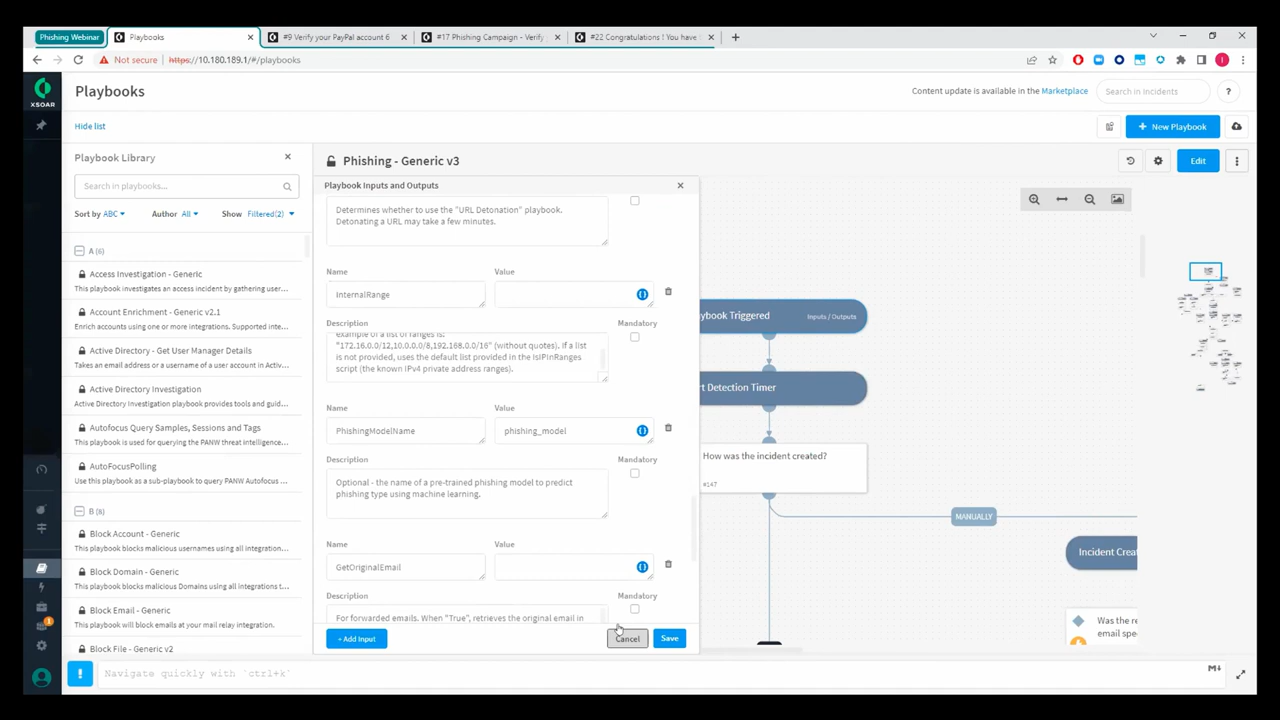 Phishing Webinar
Playbooks
#9 Verify your PayPal account 6
#17 Phishing Campaign - Verify
#22 Congratulations ! You have
Not secure
https://10.180.189.1/#/playbooks
XSOAR
Playbooks
Content update is available in the Marketplace
Search in incidents
?
Hide list
New Playbook
Playbook Library
Search in playbooks...
Sort by ABC
Author All
Show Filtered(2)
A (6)
Access Investigation - Generic
This playbook investigates an access incident by gathering user...
Account Enrichment - Generic v2.1
Enrich accounts using one or more integrations. Supported inte...
Active Directory - Get User Manager Details
Takes an email address or a username of a user account in Activ...
Active Directory Investigation
Active Directory Investigation playbook provides tools and guid...
Autofocus Query Samples, Sessions and Tags
This playbook is used for querying the PANW threat intelligence...
AutoFocusPolling
Use this playbook as a sub-playbook to query PANW Autofocus
B (8)
Block Account - Generic
This playbook blocks malicious usernames using all integration...
Block Domain - Generic
This playbook blocks malicious Domains using all integrations t...
Block Email - Generic
This playbook will block emails at your mail relay integration.
Block File - Generic v2
Phishing - Generic v3
Edit
Playbook Inputs and Outputs
Determines whether to use the "URL Detonation" playbook.
Detonating a URL may take a few minutes.
Name
Value
InternalRange
Description
Mandatory
example of a list of ranges is:
"172.16.0.0/12,10.0.0.0/8,192.168.0.0/16" (without quotes). If a list
is not provided, uses the default list provided in the IsIPInRanges
script (the known IPv4 private address ranges).
Name
Value
PhishingModelName
phishing_model
Description
Mandatory
Optional - the name of a pre-trained phishing model to predict
phishing type using machine learning.
Name
Value
GetOriginalEmail
Description
Mandatory
For forwarded emails. When "True", retrieves the original email in
+ Add Input
Cancel
Save
ybook Triggered
Inputs / Outputs
rt Detection Timer
How was the incident created?
#147
MANUALLY
Incident Crea
Was the r
email spe
1
!
Navigate quickly with `ctrl+k`
M